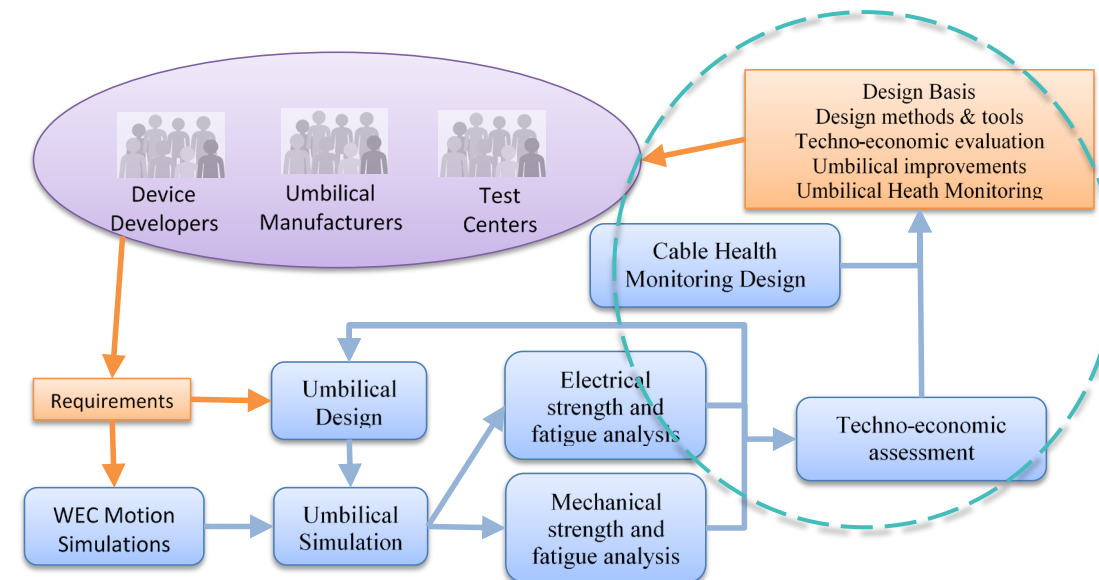 Device
Developers
Umbilical
Manufacturers
Test
Centers
Design Basis
Design methods & tools
Techno-economic evaluation
Umbilical improvements
Umbilical Heath Monitoring
Cable Health
Monitoring Design
Requirements
Umbilical
Design
Electrical
strength and
fatigue analysis
Techno-economic
assessment
WEC Motion
Simulations
Umbilical
Simulation
Mechanical
strength and
fatigue analysis